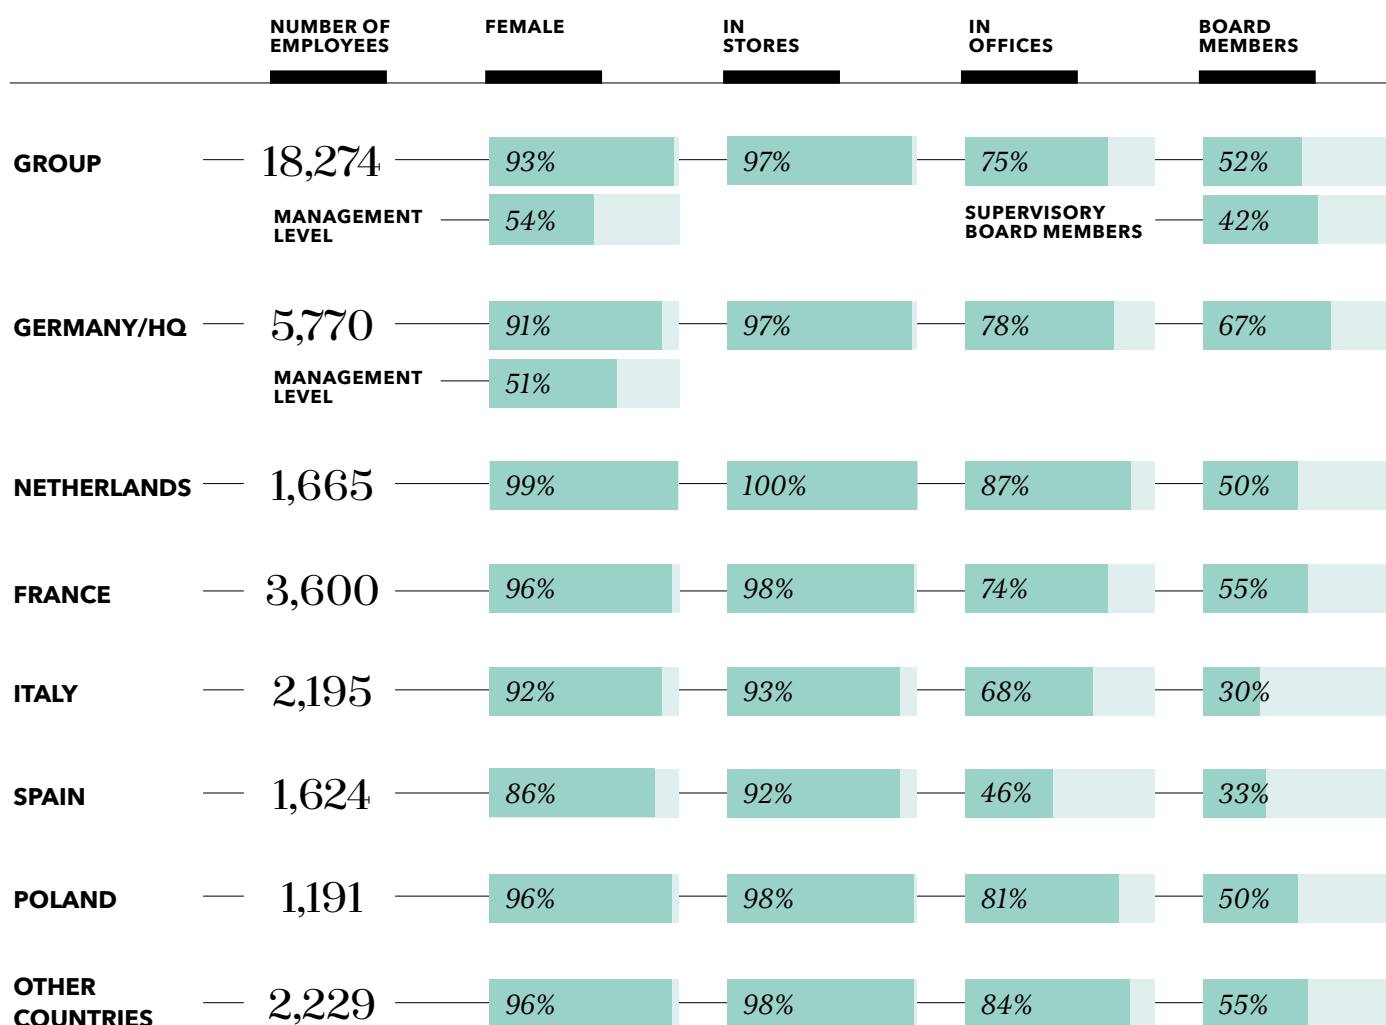 NUMBER OF
EMPLOYEES
FEMALE
IN
STORES
IN
OFFICES
BOARD
MEMBERS
GROUP 18,274 93% 97% 75% 52%
MANAGEMENT
LEVEL
54%
SUPERVISORY
BOARD MEMBERS
42%
GERMANY/HQ 5,770 91% 97% 78% 67%
MANAGEMENT
LEVEL
51%
NETHERLANDS 1,665 99% 100% 87% 50%
FRANCE 3,600 96% 98% 74% 55%
ITALY 2,195 92% 93% 68% 30%
SPAIN 1,624 86% 92% 46% 33%
POLAND 1,191 96% 98% 81% 50%
OTHER
COUNTRIES
2,229 96% 98% 84% 55%